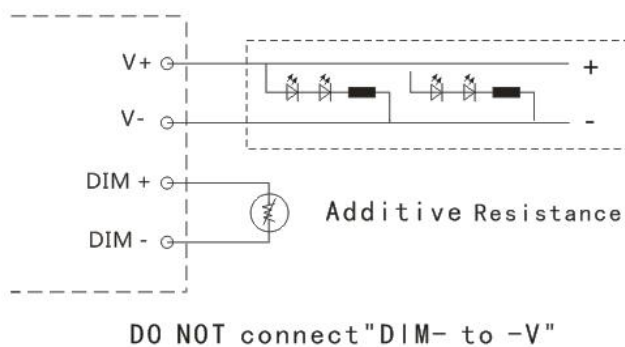 V+
+
V-
-
DIM +
Additive Resistance
DIM -
DO NOT connect"DIM- to -V"